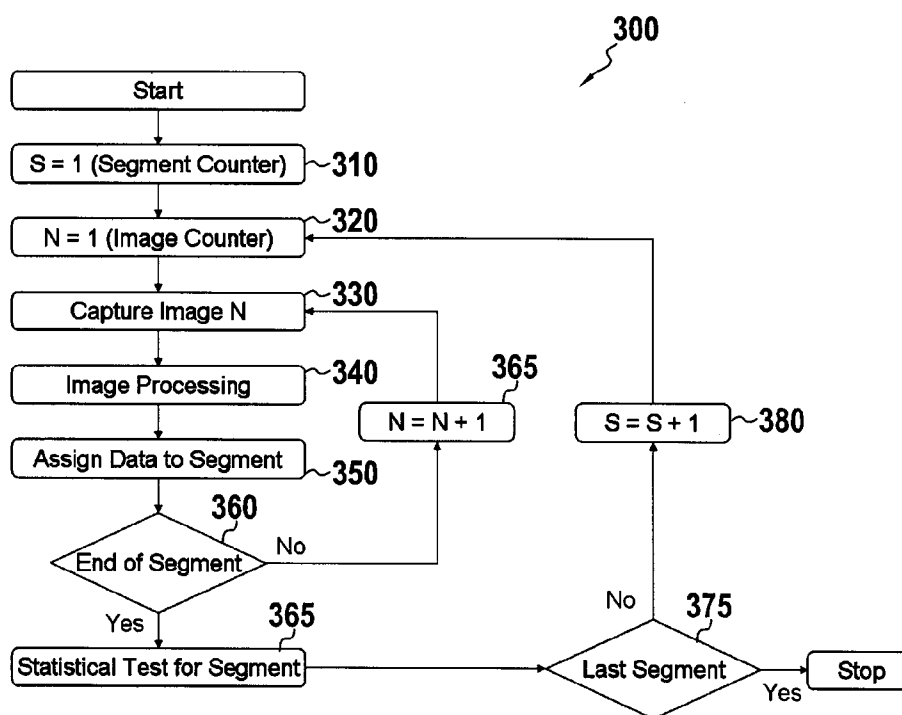 300
Start
S = 1 (Segment Counter)
310
320
N = 1 (Image Counter)
330
Capture Image N
340
Image Processing
365
N = N + 1
S = S + 1
380
Assign Data to Segment
350
360
End of Segment
No
Yes
365
Statistical Test for Segment
No
375
Last Segment
Yes
Stop